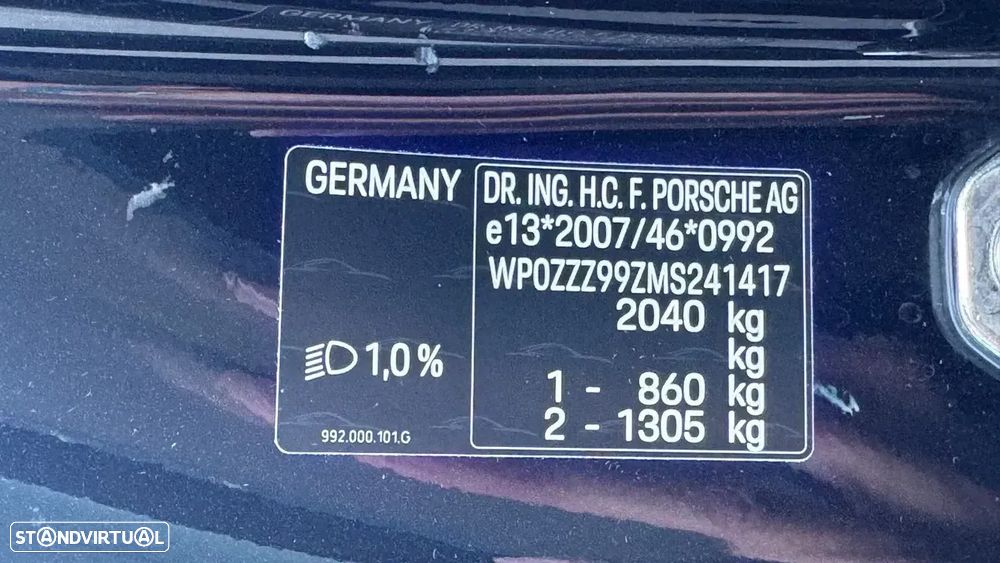 GERMANY
DR. ING. H.C. F. PORSCHE AG
e13*2007/46*0992
WP0ZZZ99ZMS241417
2040 kg
kg
1 - 860 kg
2 - 1305 kg
1,0 %
992.000.101.G
STANDVIRTUAL
GERMANY